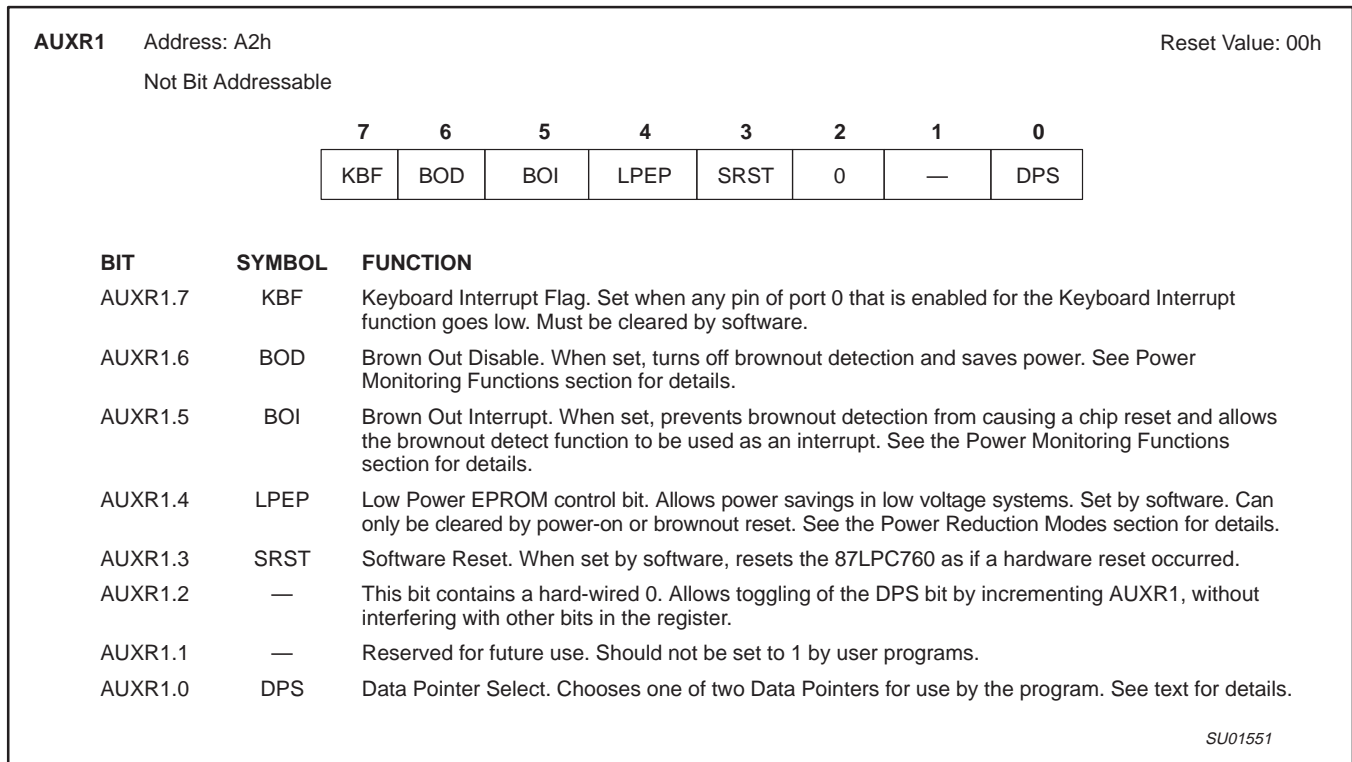 AUXR1 Address: A2h Reset Value: 00h
Not Bit Addressable
7 6 5 4 3 2 1 0
KBF BOD BOI LPEP SRST 0 — DPS
BIT SYMBOL FUNCTION
AUXR1.7 KBF Keyboard Interrupt Flag. Set when any pin of port 0 that is enabled for the Keyboard Interrupt
function goes low. Must be cleared by software.
AUXR1.6 BOD Brown Out Disable. When set, turns off brownout detection and saves power. See Power
Monitoring Functions section for details.
AUXR1.5 BOI Brown Out Interrupt. When set, prevents brownout detection from causing a chip reset and allows
the brownout detect function to be used as an interrupt. See the Power Monitoring Functions
section for details.
AUXR1.4 LPEP Low Power EPROM control bit. Allows power savings in low voltage systems. Set by software. Can
only be cleared by power-on or brownout reset. See the Power Reduction Modes section for details.
AUXR1.3 SRST Software Reset. When set by software, resets the 87LPC760 as if a hardware reset occurred.
AUXR1.2 — This bit contains a hard-wired 0. Allows toggling of the DPS bit by incrementing AUXR1, without
interfering with other bits in the register.
AUXR1.1 — Reserved for future use. Should not be set to 1 by user programs.
AUXR1.0 DPS Data Pointer Select. Chooses one of two Data Pointers for use by the program. See text for details.
SU01551